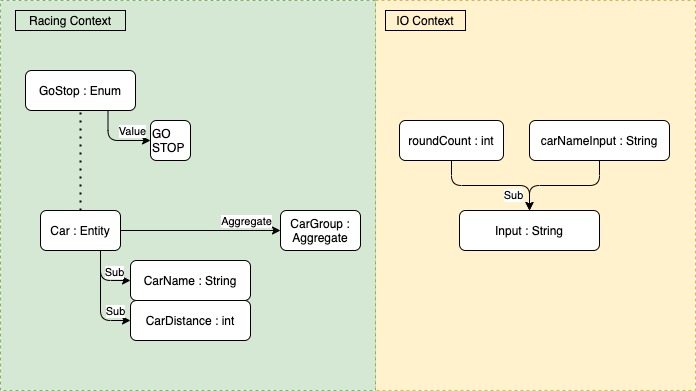 Racing Context
GoStop : Enum
Value
GO
STOP
Car : Entity
Aggregate
CarGroup :
Aggregate
Sub
CarName : String
Sub
CarDistance : int
IO Context
roundCount : int
carNameInput : String
Sub
Input : String